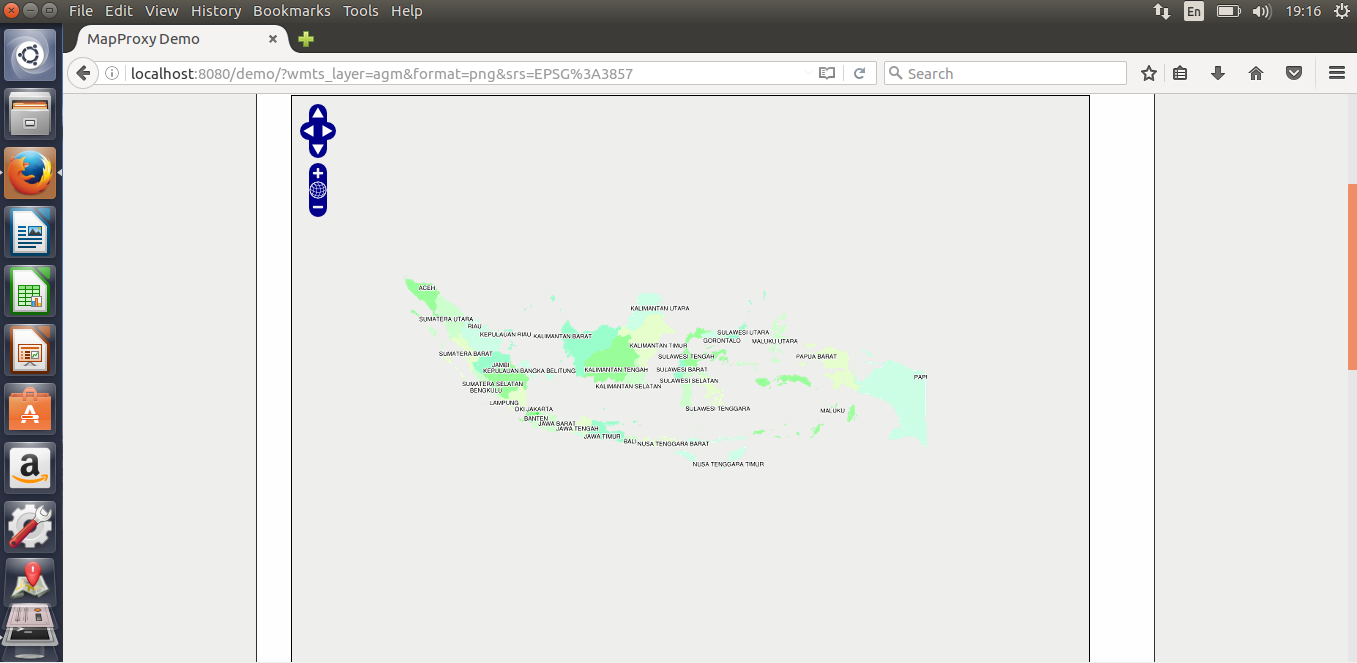 File Edit View History Bookmarks Tools Help
En
19:16
MapProxy Demo
localhost:8080/demo/?wmts_layer=agm&format=png&srs=EPSG%3A3857
Search
ACEH
KALIMANTAN UTARA
SUMATERA UTARA
RIAU
KEPULAUAN RIAU
KALIMANTAN BARAT
SULAWESI UTARA
GORONTALO
MALUKU UTARA
KALIMANTAN TIMUR
SUMATERA BARAT
SULAWESI TENGAH
PAPUA BARAT
JAMBI
KEPULAUAN BANGKA BELITUNG
KALIMANTAN TENGAH
SULAWESI BARAT
PAPU
SUMATERA SELATAN
KALIMANTAN SELATAN
SULAWESI SELATAN
BENGKULU
LAMPUNG
DKI JAKARTA
SULAWESI TENGGARA
MALUKU
BANTEN
JAWA BARAT
JAWA TENGAH
JAWA TIMUR
BALI
NUSA TENGGARA BARAT
NUSA TENGGARA TIMUR